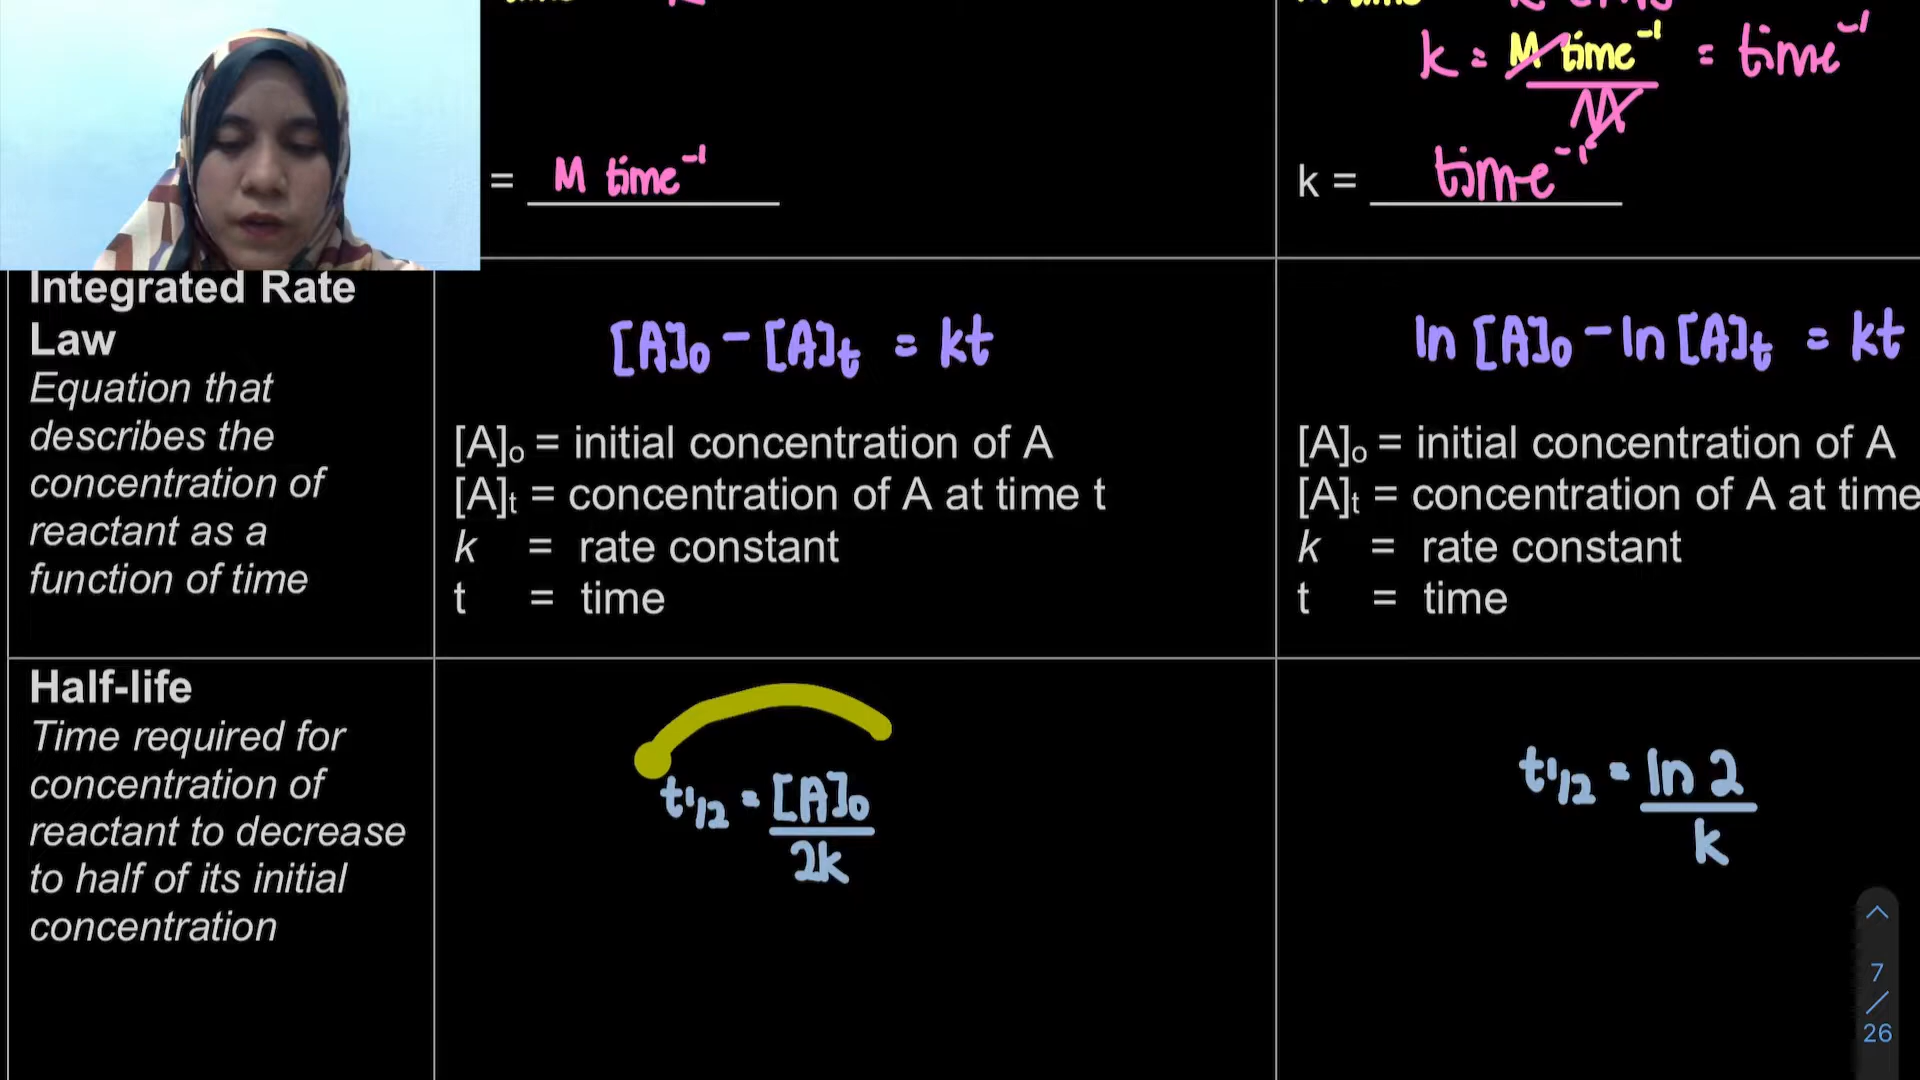 k = M time⁻¹ = time⁻¹
M
= M time⁻¹
k = time⁻¹
Integrated Rate
Law
Equation that
describes the
concentration of
reactant as a
function of time
[A]₀ - [A]t = kt
[A]o = initial concentration of A
[A]t = concentration of A at time t
k = rate constant
t = time
ln [A]₀ - ln [A]t = kt
[A]o = initial concentration of A
[A]t = concentration of A at time
k = rate constant
t = time
Half-life
Time required for
concentration of
reactant to decrease
to half of its initial
concentration
t1/2 = [A]₀
2k
t1/2 = ln 2
k
7
/
26